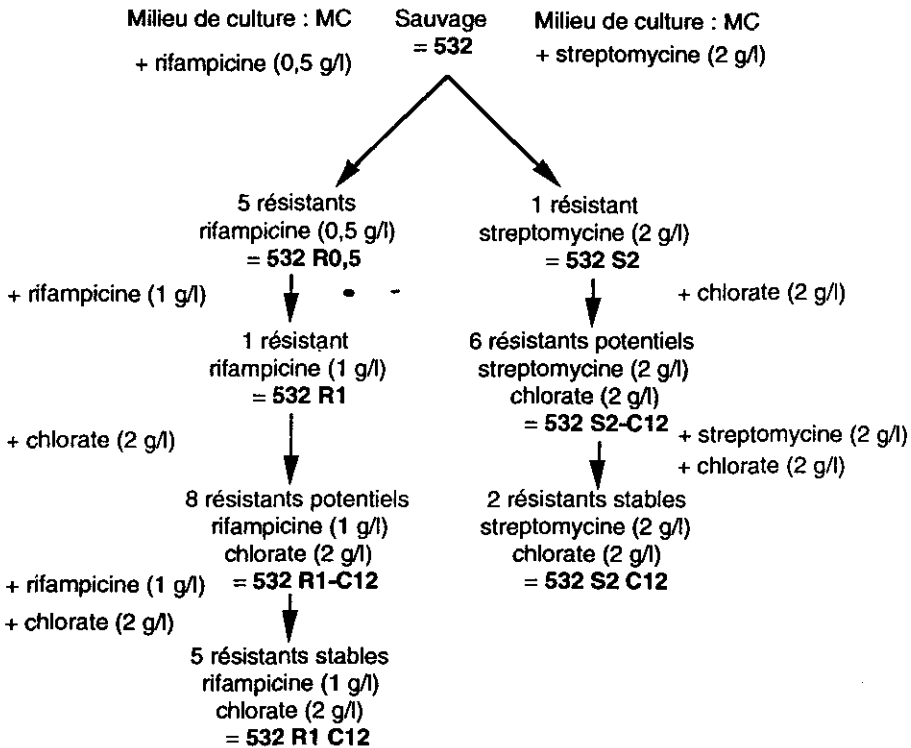 Milieu de culture : MC
+ rifampicine (0,5 g/l)
Sauvage
= 532
Milieu de culture : MC
+ streptomycine (2 g/l)
5 résistants
rifampicine (0,5 g/l)
= 532 R0,5
1 résistant
streptomycine (2 g/l)
= 532 S2
+ rifampicine (1 g/l)
+ chlorate (2 g/l)
1 résistant
rifampicine (1 g/l)
= 532 R1
6 résistants potentiels
streptomycine (2 g/l)
chlorate (2 g/l)
= 532 S2-C12
+ chlorate (2 g/l)
+ streptomycine (2 g/l)
+ chlorate (2 g/l)
8 résistants potentiels
rifampicine (1 g/l)
chlorate (2 g/l)
= 532 R1-C12
2 résistants stables
streptomycine (2 g/l)
chlorate (2 g/l)
= 532 S2 C12
+ rifampicine (1 g/l)
+ chlorate (2 g/l)
5 résistants stables
rifampicine (1 g/l)
chlorate (2 g/l)
= 532 R1 C12